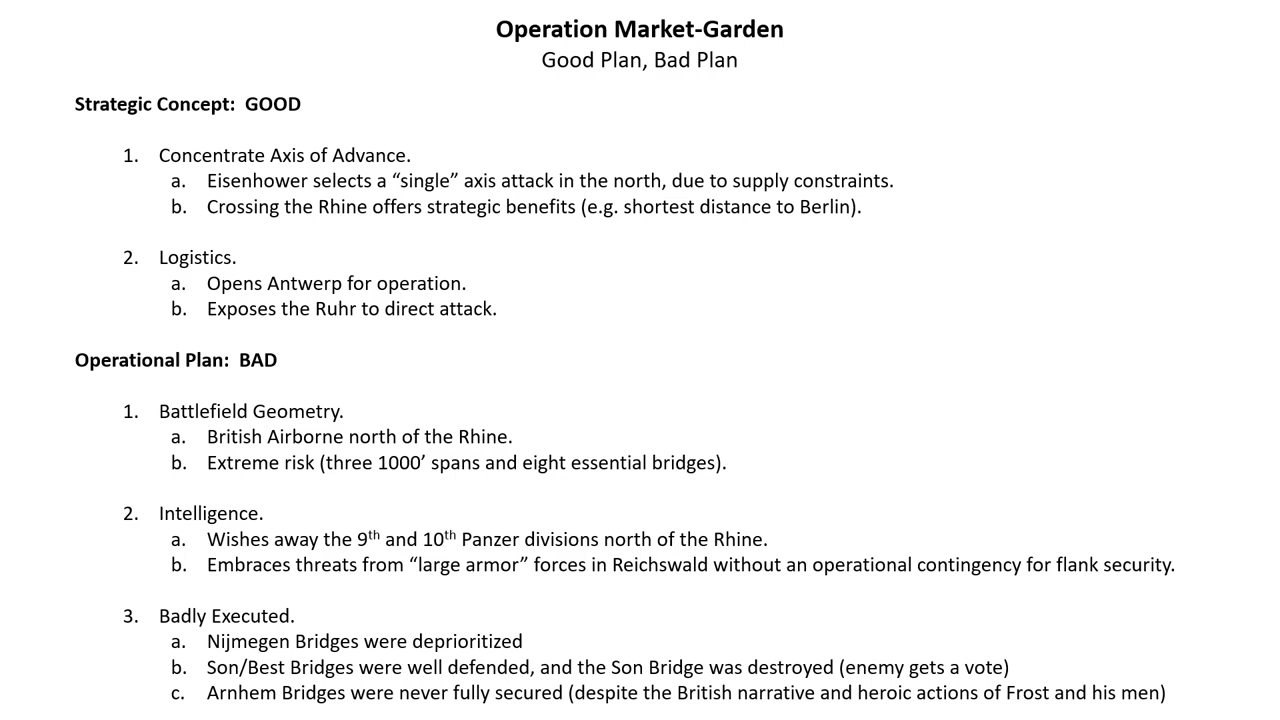 Operation Market-Garden
Good Plan, Bad Plan
Strategic Concept:  GOOD
1. Concentrate Axis of Advance.
a. Eisenhower selects a “single” axis attack in the north, due to supply constraints.
b. Crossing the Rhine offers strategic benefits (e.g. shortest distance to Berlin).
2. Logistics.
a. Opens Antwerp for operation.
b. Exposes the Ruhr to direct attack.
Operational Plan:  BAD
1. Battlefield Geometry.
a. British Airborne north of the Rhine.
b. Extreme risk (three 1000’ spans and eight essential bridges).
2. Intelligence.
a. Wishes away the 9th and 10th Panzer divisions north of the Rhine.
b. Embraces threats from “large armor” forces in Reichswald without an operational contingency for flank security.
3. Badly Executed.
a. Nijmegen Bridges were deprioritized
b. Son/Best Bridges were well defended, and the Son Bridge was destroyed (enemy gets a vote)
c. Arnhem Bridges were never fully secured (despite the British narrative and heroic actions of Frost and his men)